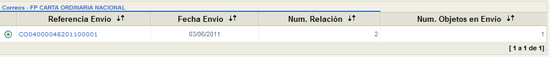 Correos - FP CARTA ORDINARIA NACIONAL
Referencia Envío Fecha Envío Num. Relación Num. Objetos en Envío
CO040000048201100001 03/06/2011 2 1
[ 1 a 1 de 1]